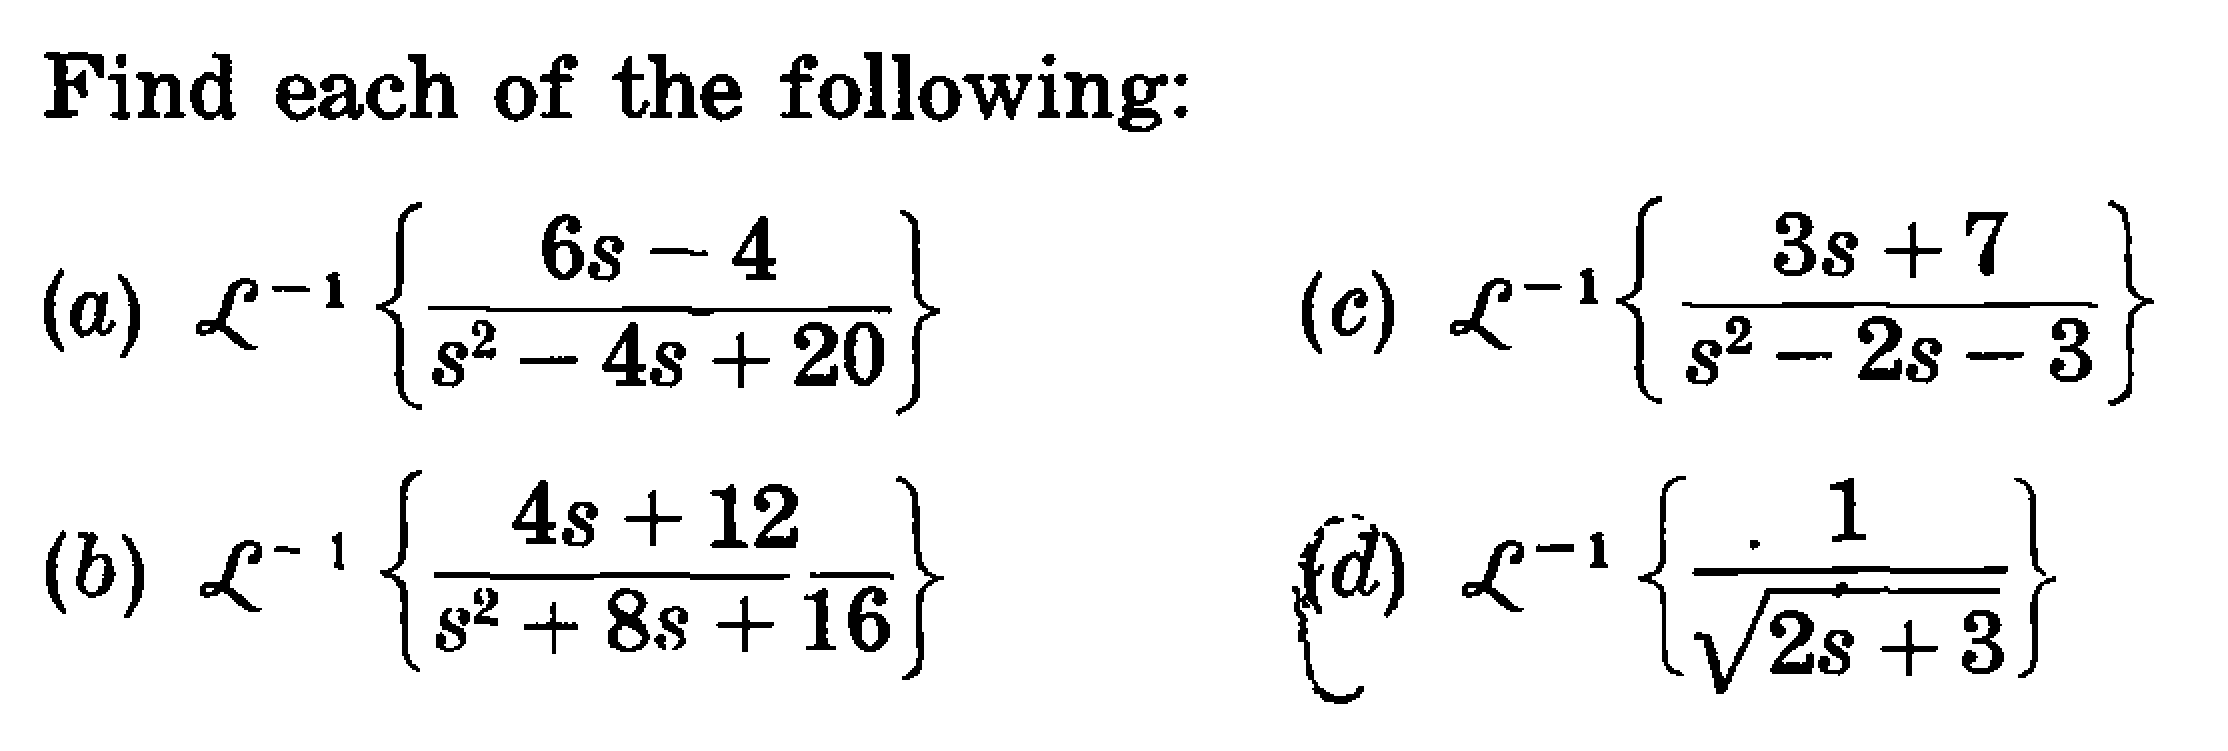 Find each of the following:
(a) ℒ⁻¹ { (6s − 4) / (s² − 4s + 20) }
(c) ℒ⁻¹ { (3s + 7) / (s² − 2s − 3) }
(b) ℒ⁻¹ { (4s + 12) / (s² + 8s + 16) }
(d) ℒ⁻¹ { 1 / √(2s + 3) }